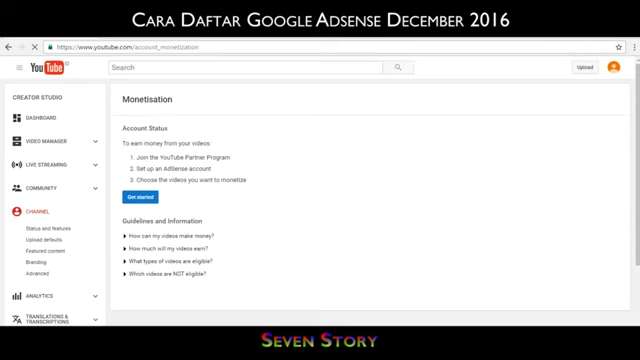 CARA DAFTAR GOOGLE ADSENSE DECEMBER 2016
https://www.youtube.com/account_monetization
YouTube
Search
Upload
CREATOR STUDIO
DASHBOARD
VIDEO MANAGER
LIVE STREAMING
COMMUNITY
CHANNEL
Status and features
Upload defaults
Featured content
Branding
Advanced
ANALYTICS
TRANSLATIONS &
TRANSCRIPTIONS
Monetisation
Account Status
To earn money from your videos:
1. Join the YouTube Partner Program
2. Set up an AdSense account
3. Choose the videos you want to monetize
Get started
Guidelines and Information
How can my videos make money?
How much will my videos earn?
What types of videos are eligible?
Which videos are NOT eligible?
SEVEN STORY